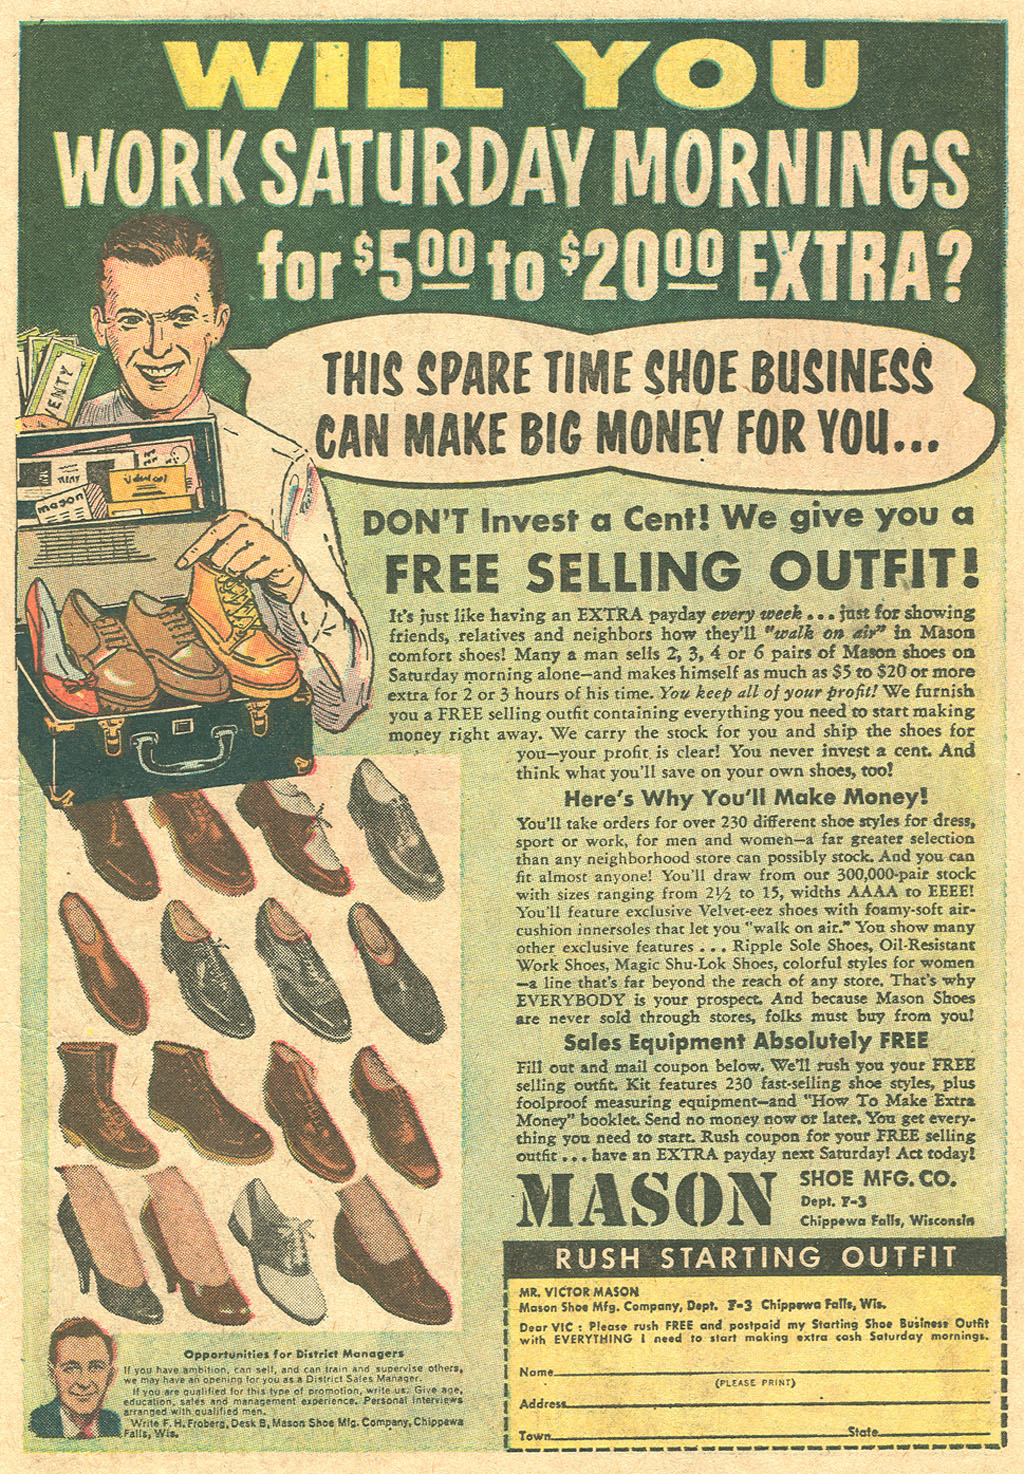 WILL YOU
WORK SATURDAY MORNINGS
for $5.00 to $20.00 EXTRA?
THIS SPARE TIME SHOE BUSINESS
CAN MAKE BIG MONEY FOR YOU...
ENTY
mason
DON'T Invest a Cent! We give you a
FREE SELLING OUTFIT!
It's just like having an EXTRA payday every week . . . just for showing
friends, relatives and neighbors how they'll "walk on air" in Mason
comfort shoes! Many a man sells 2, 3, 4 or 6 pairs of Mason shoes on
Saturday morning alone—and makes himself as much as $5 to $20 or more
extra for 2 or 3 hours of his time. You keep all of your profit! We furnish
you a FREE selling outfit containing everything you need to start making
money right away. We carry the stock for you and ship the shoes for
you—your profit is clear! You never invest a cent. And
think what you'll save on your own shoes, too!
Here's Why You'll Make Money!
You'll take orders for over 230 different shoe styles for dress,
sport or work, for men and women—a far greater selection
than any neighborhood store can possibly stock. And you can
fit almost anyone! You'll draw from our 300,000-pair stock
with sizes ranging from 2½ to 15, widths AAAA to EEEE!
You'll feature exclusive Velvet-eez shoes with foamy-soft air-
cushion innersoles that let you "walk on air." You show many
other exclusive features . . . Ripple Sole Shoes, Oil-Resistant
Work Shoes, Magic Shu-Lok Shoes, colorful styles for women
—a line that's far beyond the reach of any store. That's why
EVERYBODY is your prospect. And because Mason Shoes
are never sold through stores, folks must buy from you!
Sales Equipment Absolutely FREE
Fill out and mail coupon below. We'll rush you your FREE
selling outfit. Kit features 230 fast-selling shoe styles, plus
foolproof measuring equipment—and "How To Make Extra
Money" booklet. Send no money now or later. You get every-
thing you need to start. Rush coupon for your FREE selling
outfit . . . have an EXTRA payday next Saturday! Act today!
MASON SHOE MFG. CO.
Dept. F-3
Chippewa Falls, Wisconsin
RUSH STARTING OUTFIT
MR. VICTOR MASON
Mason Shoe Mfg. Company, Dept. F-3 Chippewa Falls, Wis.
Dear VIC : Please rush FREE and postpaid my Starting Shoe Business Outfit
with EVERYTHING I need to start making extra cash Saturday mornings.
Name
(PLEASE PRINT)
Address
Town State
Opportunities for District Managers
If you have ambition, can sell, and can train and supervise others,
we may have an opening for you as a District Sales Manager.
If you are qualified for this type of promotion, write us. Give age,
education, sales and management experience. Personal interviews
arranged with qualified men.
Write F. H. Froberg, Desk B, Mason Shoe Mfg. Company, Chippewa
Falls, Wis.